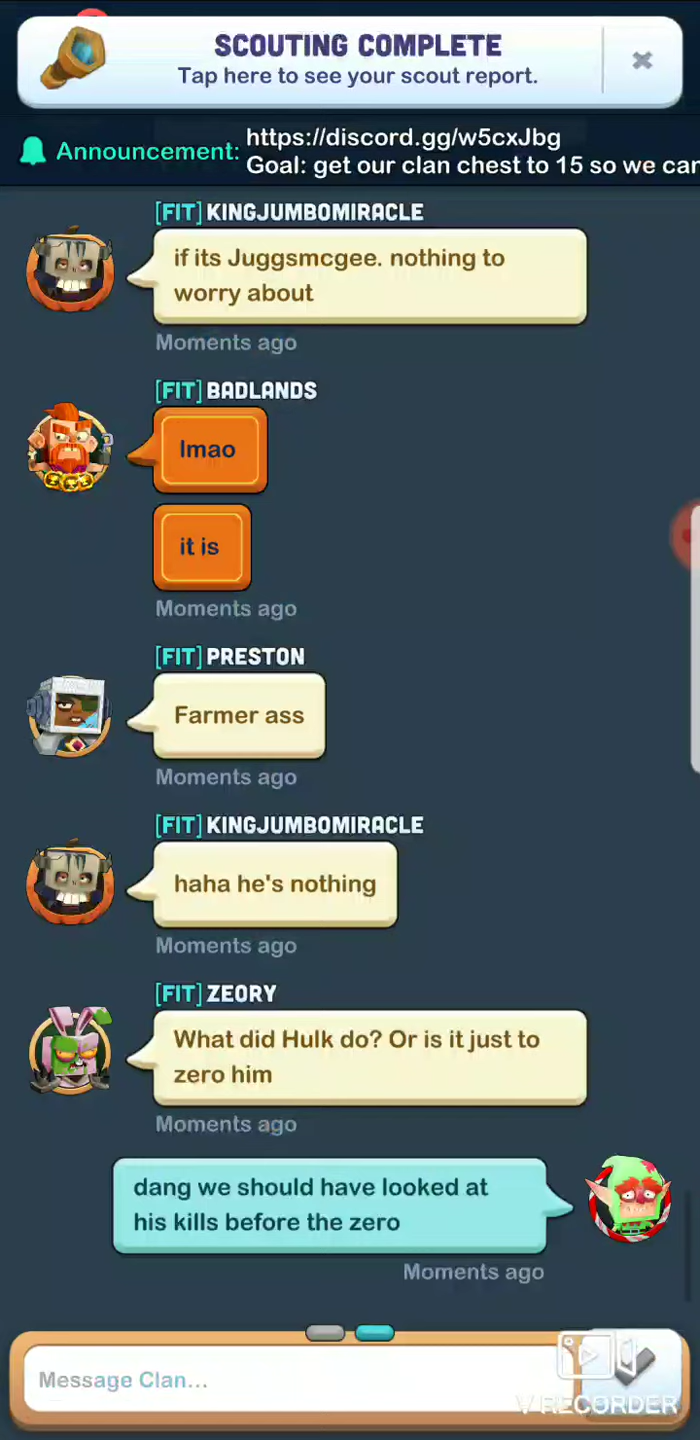 SCOUTING COMPLETE
Tap here to see your scout report.
Announcement:
https://discord.gg/w5cxJbg
Goal: get our clan chest to 15 so we can
[FIT] KINGJUMBOMIRACLE
if its Juggsmcgee. nothing to
worry about
Moments ago
[FIT] BADLANDS
lmao
it is
Moments ago
[FIT] PRESTON
Farmer ass
Moments ago
[FIT] KINGJUMBOMIRACLE
haha he's nothing
Moments ago
[FIT] ZEORY
What did Hulk do? Or is it just to
zero him
Moments ago
dang we should have looked at
his kills before the zero
Moments ago
Message Clan...
V RECORDER